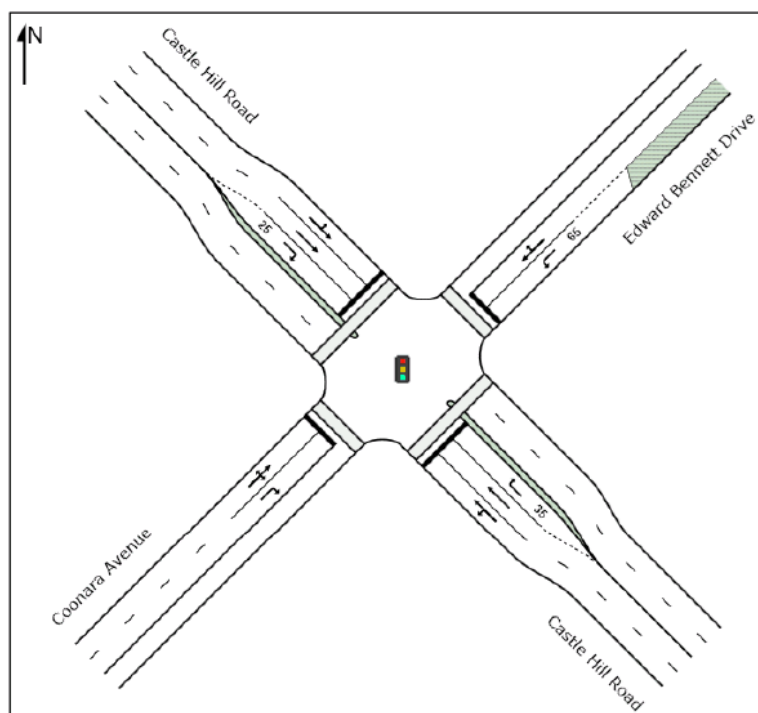 N
Castle Hill Road
Edward Bennett Drive
25
65
Coonara Avenue
35
Castle Hill
Road